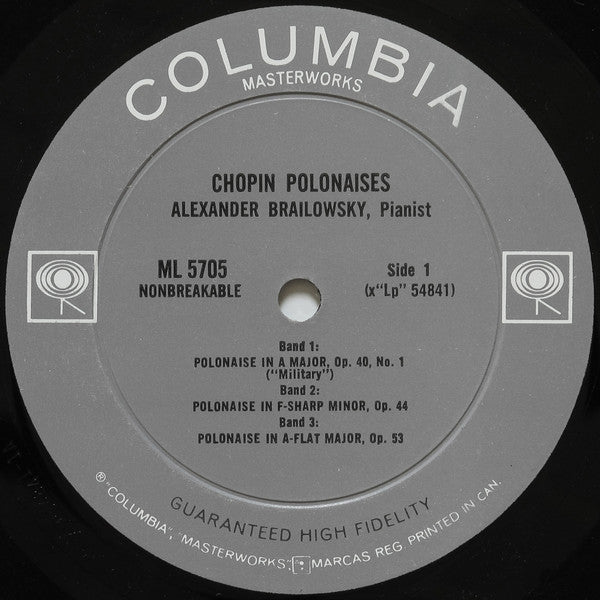 COLUMBIA
MASTERWORKS
CHOPIN POLONAISES
ALEXANDER BRAILOWSKY, Pianist
ML 5705
NONBREAKABLE
Side 1
(x"Lp" 54841)
Band 1:
POLONAISE IN A MAJOR, Op. 40, No. 1
("Military")
Band 2:
POLONAISE IN F-SHARP MINOR, Op. 44
Band 3:
POLONAISE IN A-FLAT MAJOR, Op. 53
GUARANTEED HIGH FIDELITY
® "COLUMBIA", "MASTERWORKS", MARCAS REG. PRINTED IN CAN.